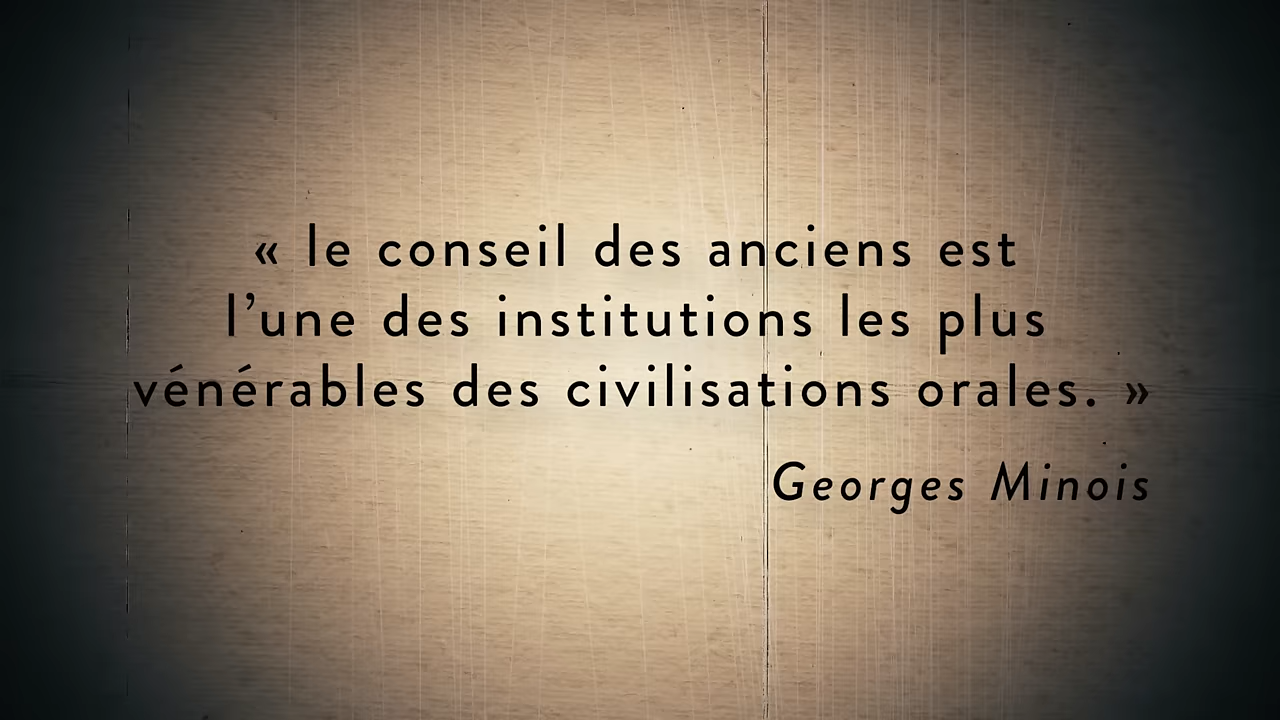 « le conseil des anciens est
l’une des institutions les plus
vénérables des civilisations orales. »
Georges Minois